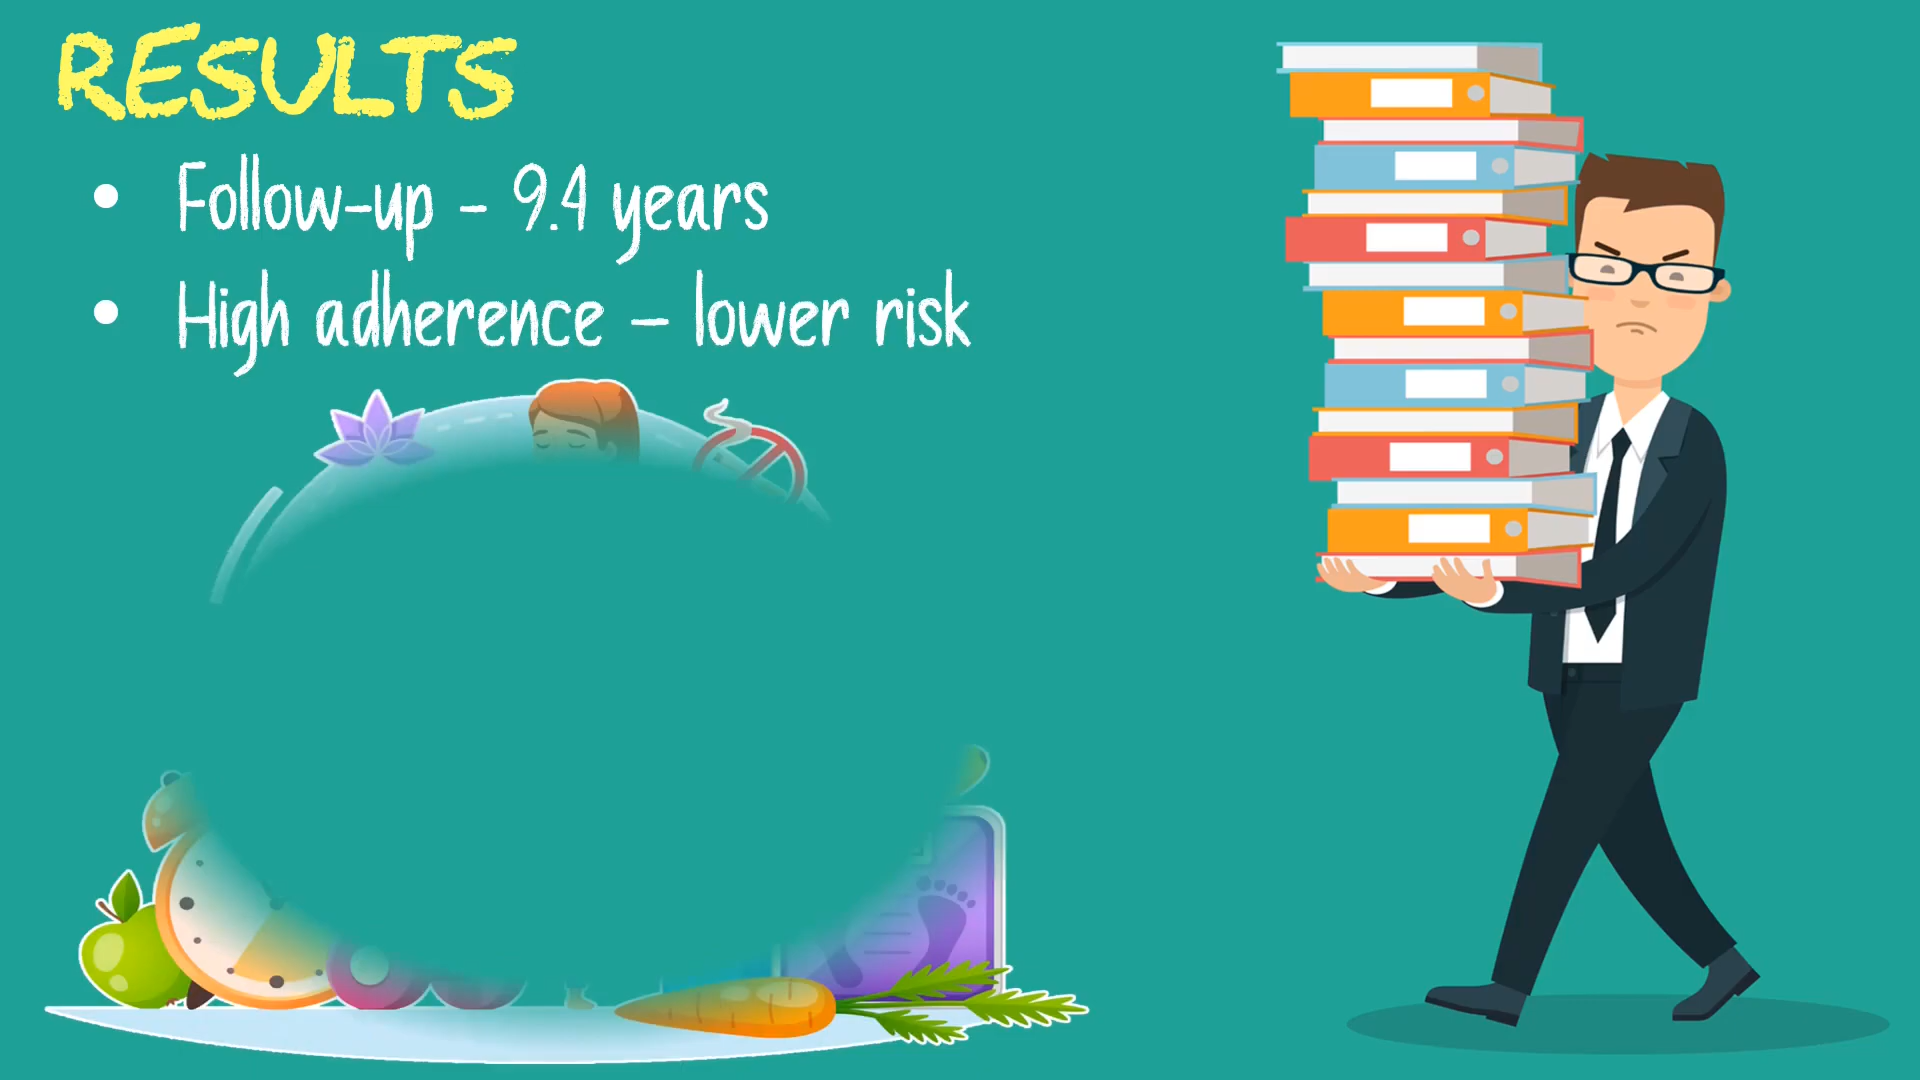 RESULTS
• Follow-up - 9.4 years
• High adherence – lower risk